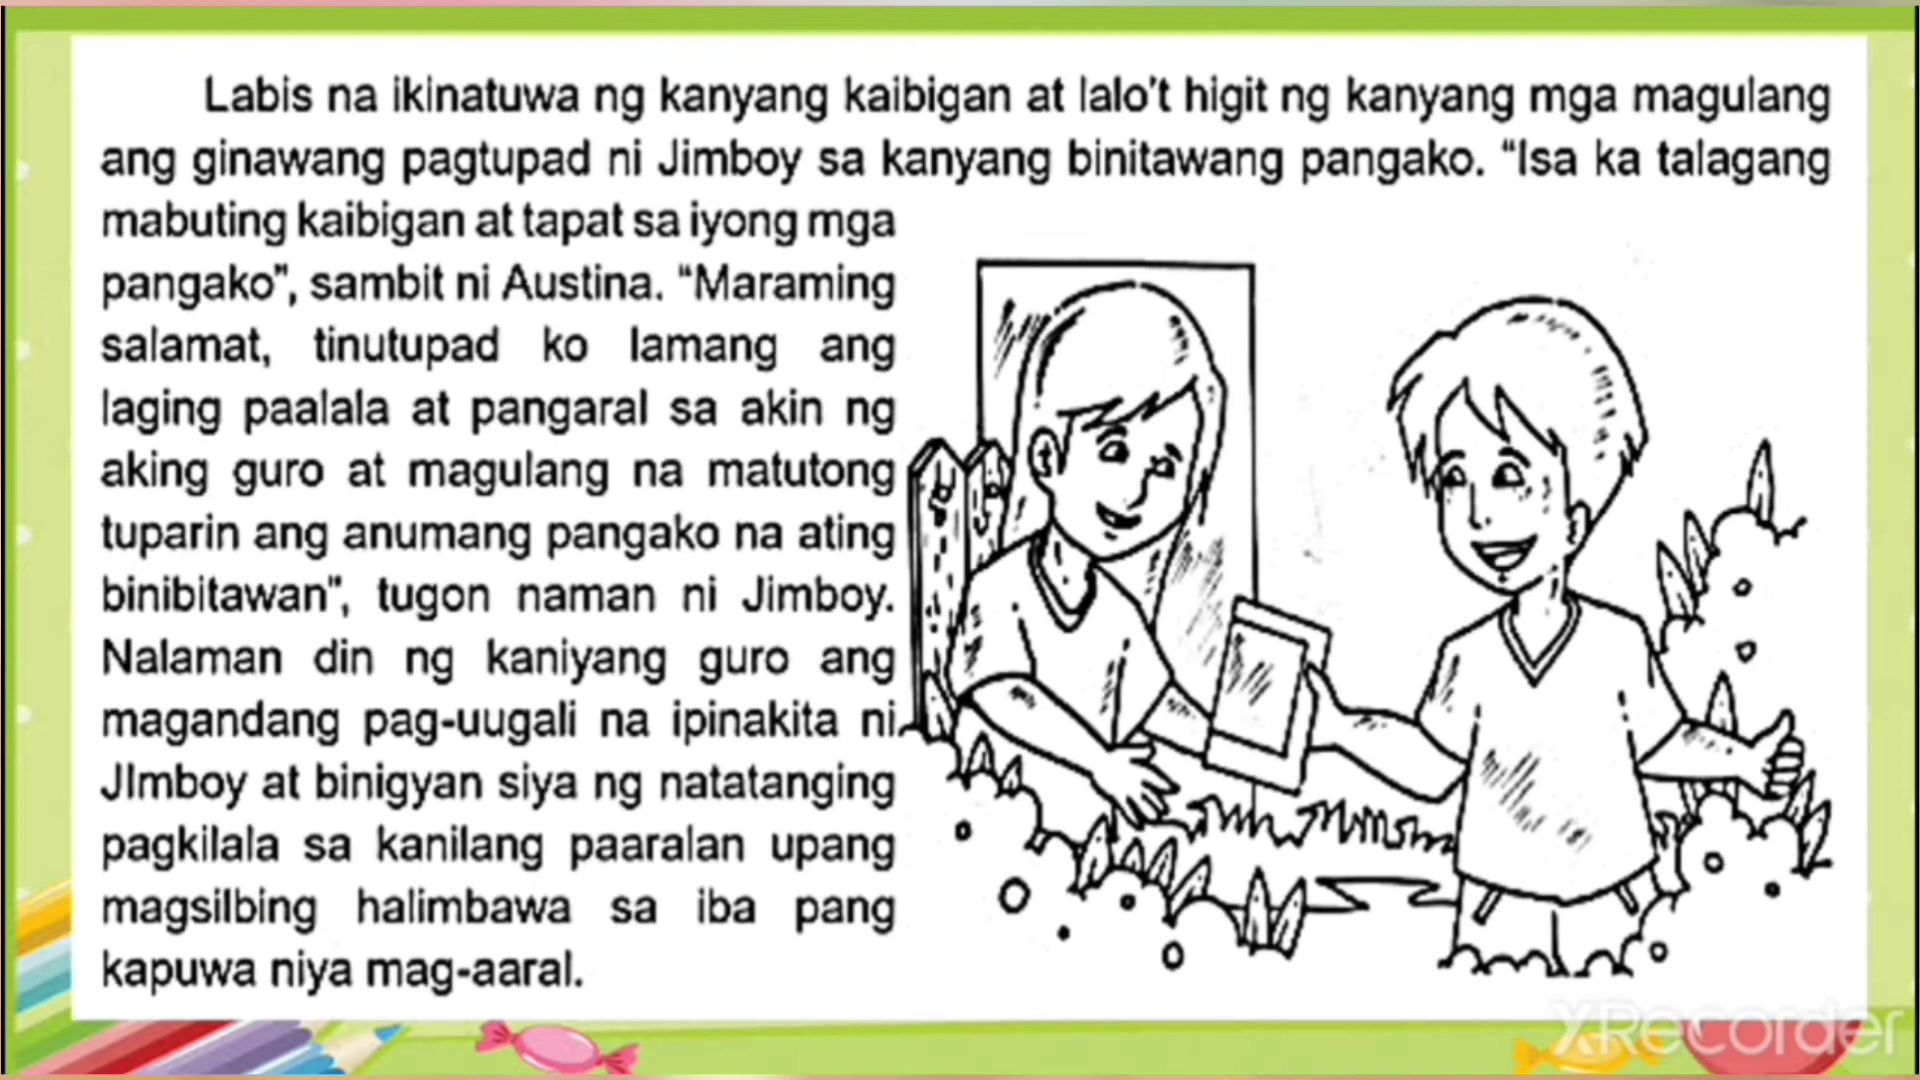 Labis na ikinatuwa ng kanyang kaibigan at lalo't higit ng kanyang mga magulang
ang ginawang pagtupad ni Jimboy sa kanyang binitawang pangako. “Isa ka talagang
mabuting kaibigan at tapat sa iyong mga
pangako”, sambit ni Austina. “Maraming
salamat, tinutupad ko lamang ang
laging paalala at pangaral sa akin ng
aking guro at magulang na matutong
tuparin ang anumang pangako na ating
binibitawan”, tugon naman ni Jimboy.
Nalaman din ng kaniyang guro ang
magandang pag-uugali na ipinakita ni
JImboy at binigyan siya ng natatanging
pagkilala sa kanilang paaralan upang
magsilbing halimbawa sa iba pang
kapuwa niya mag-aaral.
XRecorder